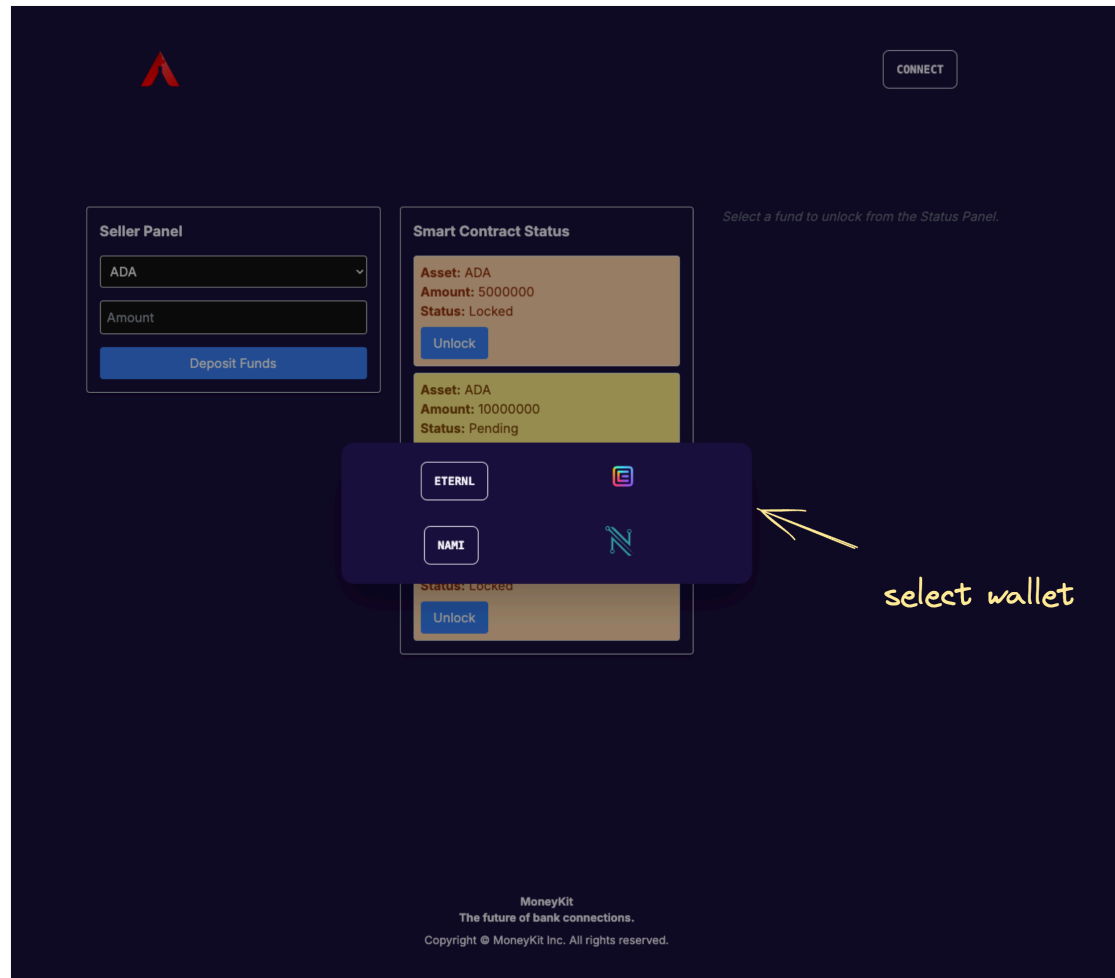 CONNECT
Seller Panel
ADA
Amount
Deposit Funds
Smart Contract Status
Asset: ADA
Amount: 5000000
Status: Locked
Unlock
Asset: ADA
Amount: 10000000
Status: Pending
Status: Locked
Unlock
Select a fund to unlock from the Status Panel.
ETERNL
NAMI
select wallet
MoneyKit
The future of bank connections.
Copyright © MoneyKit Inc. All rights reserved.